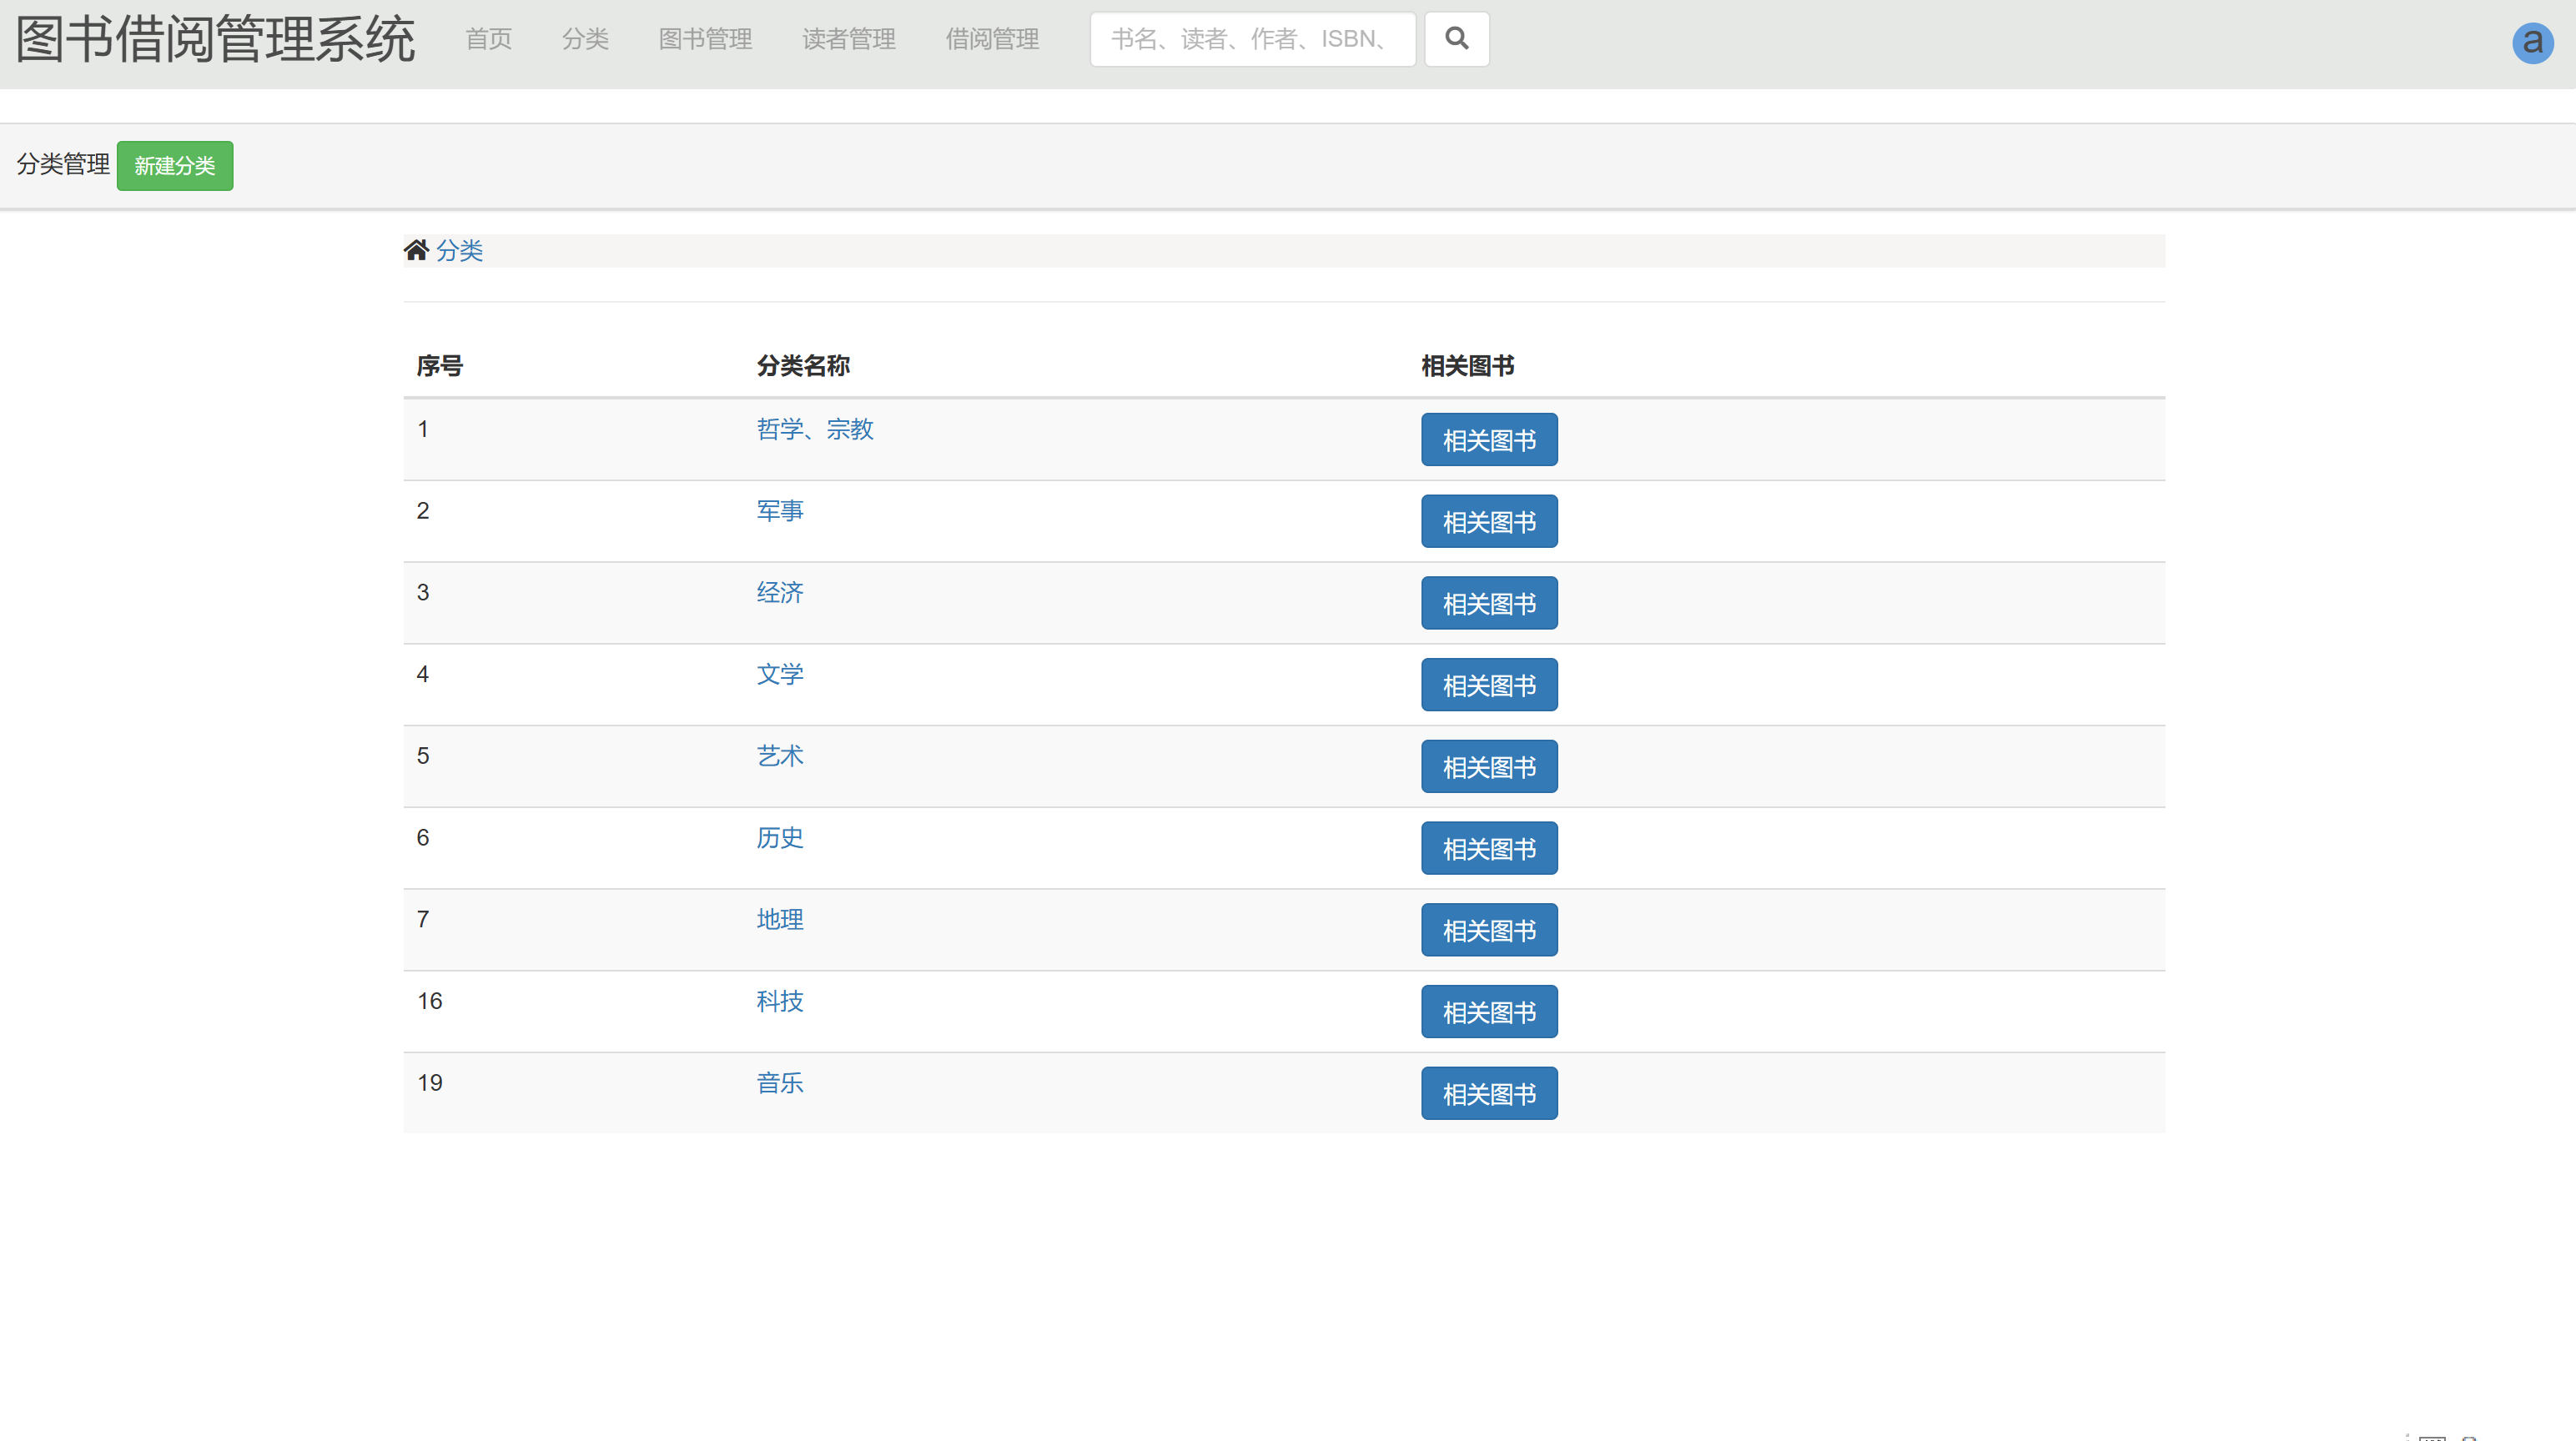 图书借阅管理系统 首页 分类 图书管理 读者管理 借阅管理 书名、读者、作者、ISBN、 a
分类管理 新建分类
分类
序号 分类名称 相关图书
1 哲学、宗教 相关图书
2 军事 相关图书
3 经济 相关图书
4 文学 相关图书
5 艺术 相关图书
6 历史 相关图书
7 地理 相关图书
16 科技 相关图书
19 音乐 相关图书